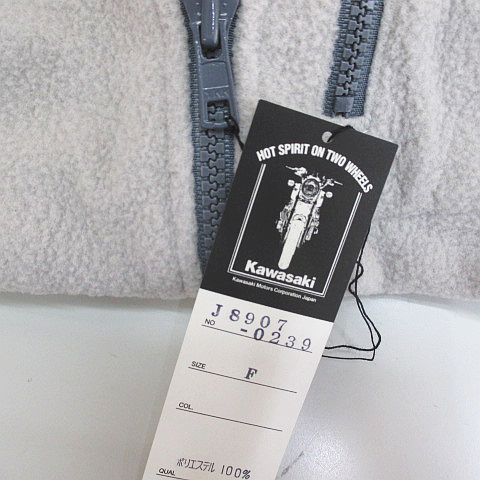 HOT SPIRIT ON TWO WHEELS
Kawasaki
Kawasaki Motors Corporation Japan
NO J8907
-0239
SIZE F
COL.
QUAL ポリエステル 100%